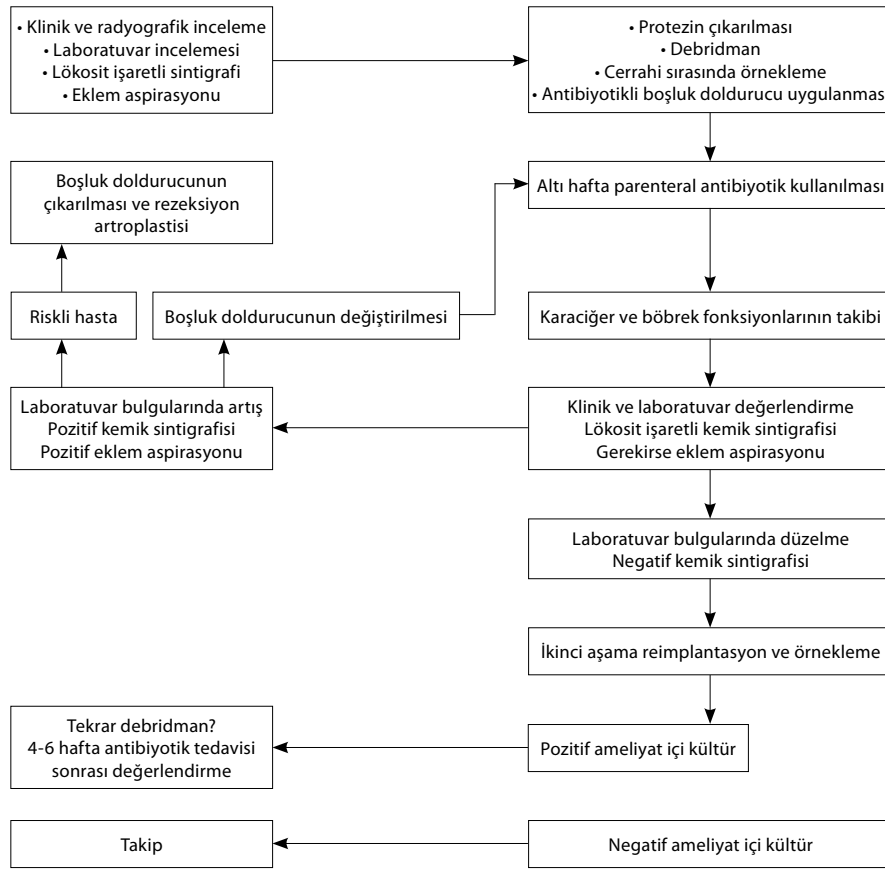 • Klinik ve radyografik inceleme
• Laboratuvar incelemesi
• Lökosit işaretli sintigrafi
• Eklem aspirasyonu
• Protezin çıkarılması
• Debridman
• Cerrahi sırasında örnekleme
• Antibiyotikli boşluk doldurucu uygulanması
Boşluk doldurucunun
çıkarılması ve rezeksiyon
artroplastisi
Altı hafta parenteral antibiyotik kullanılması
Riskli hasta
Boşluk doldurucunun değiştirilmesi
Karaciğer ve böbrek fonksiyonlarının takibi
Laboratuvar bulgularında artış
Pozitif kemik sintigrafisi
Pozitif eklem aspirasyonu
Klinik ve laboratuvar değerlendirme
Lökosit işaretli kemik sintigrafisi
Gerekirse eklem aspirasyonu
Laboratuvar bulgularında düzelme
Negatif kemik sintigrafisi
İkinci aşama reimplantasyon ve örnekleme
Tekrar debridman?
4-6 hafta antibiyotik tedavisi
sonrası değerlendirme
Pozitif ameliyat içi kültür
Takip
Negatif ameliyat içi kültür